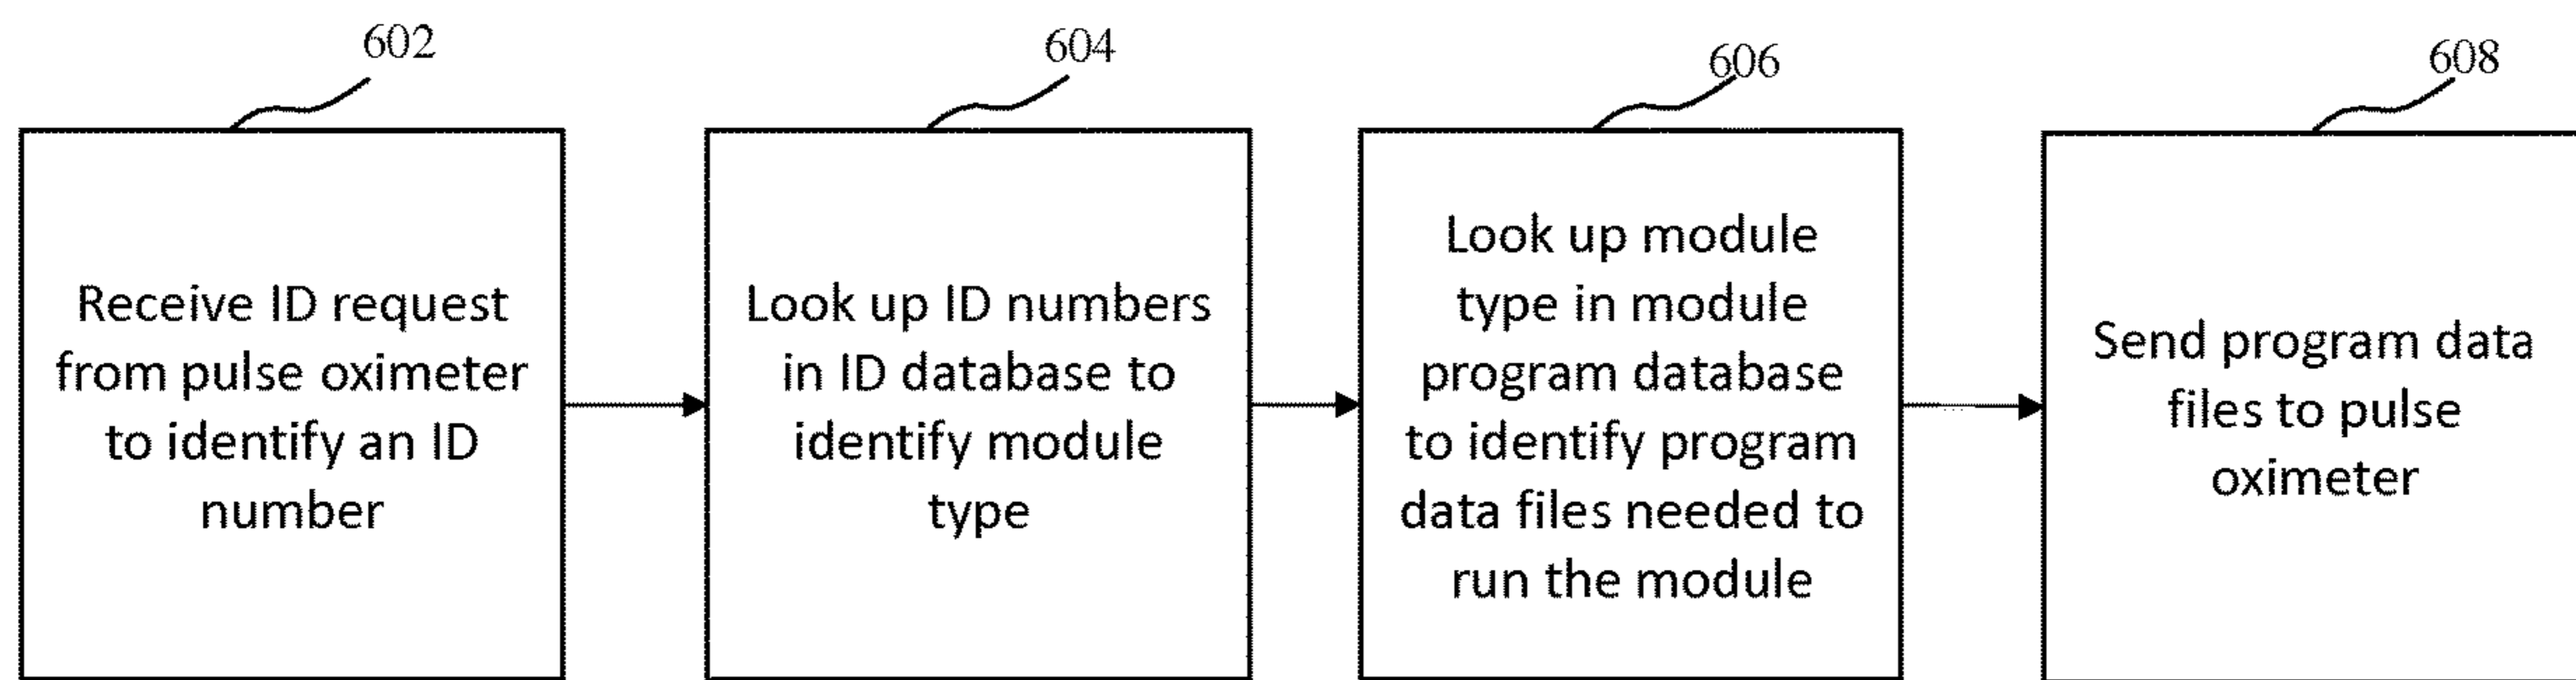 602
604
606
608
Receive ID request
from pulse oximeter
to identify an ID
number
Look up ID numbers
in ID database to
identify module
type
Look up module
type in module
program database
to identify program
data files needed to
run the module
Send program data
files to pulse
oximeter